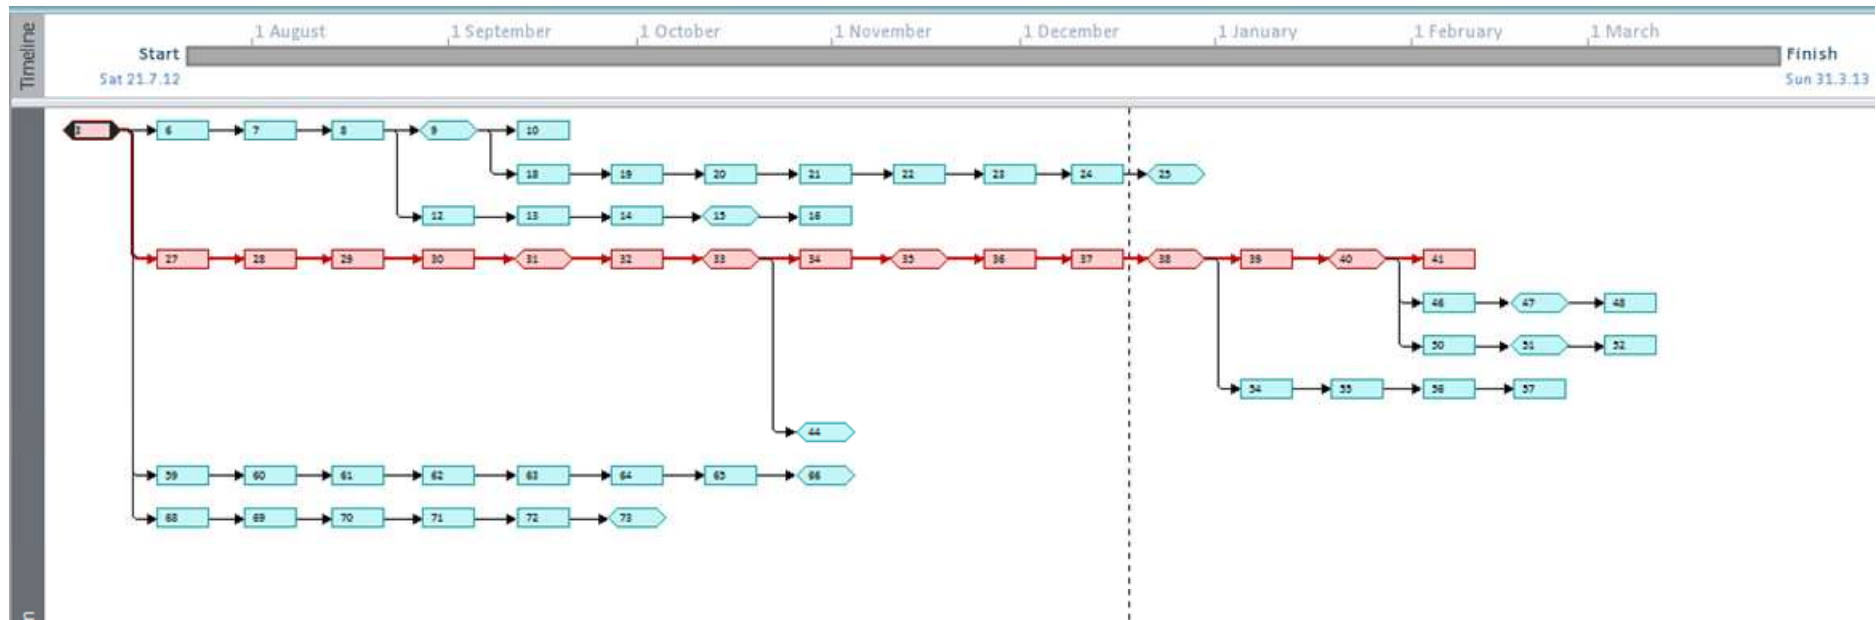 Timeline
1 August 1 September 1 October 1 November 1 December 1 January 1 February 1 March
Start Finish
Sat 21.7.12 Sun 31.3.13
6 7 8 9 10
18 19 20 21 22 23 24 25
12 13 14 15 16
27 28 29 30 31 32 33 34 35 36 37 38 39 40 41
46 47 48
50 51 52
54 55 56 57
44
59 60 61 62 63 64 65 66
68 69 70 71 72 73